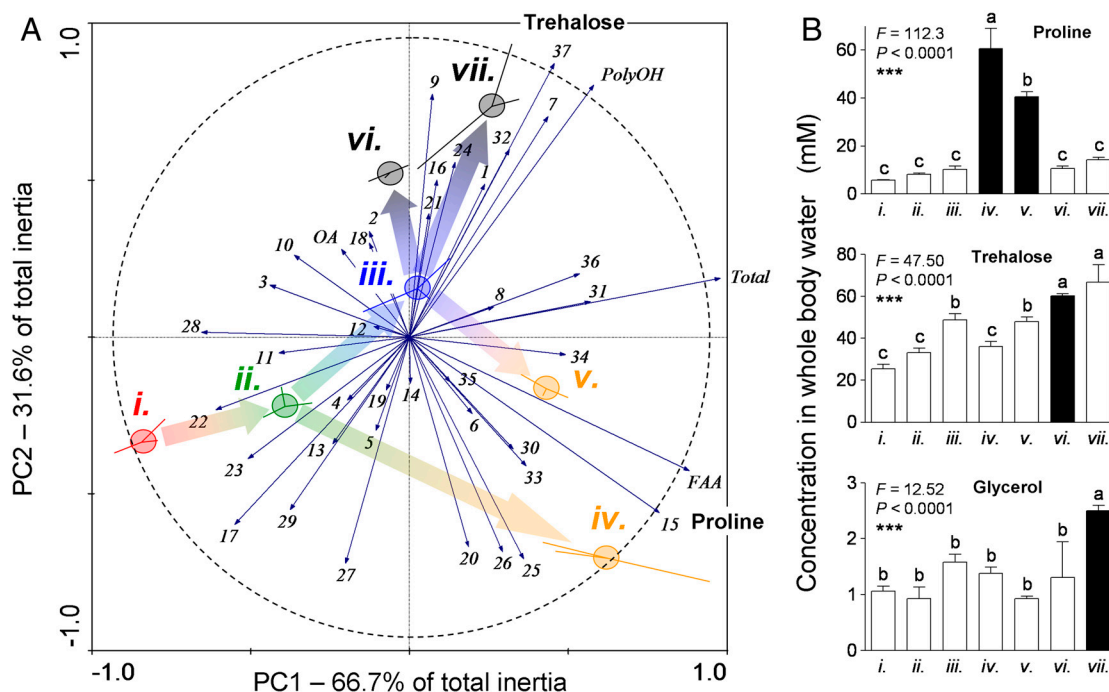 A
1.0
PC2 – 31.6% of total inertia
-1.0
-1.0
PC1 – 66.7% of total inertia
1.0
Trehalose
37
PolyOH
9
7
vii.
vi.
32
24
16
1
21
2
OA
18
10
iii.
36
Total
3
8
31
28
12
11
34
ii.
35
v.
i.
22
4
19
14
6
13
5
30
23
33
FAA
15
Proline
17
29
iv.
27
20
26
25
B
Concentration in whole body water (mM)
F = 112.3
P < 0.0001
***
Proline
60
40
20
0
c
c
c
a
b
c
c
i.
ii.
iii.
iv.
v.
vi.
vii.
F = 47.50
P < 0.0001
***
Trehalose
80
60
40
20
0
c
c
b
c
b
a
a
i.
ii.
iii.
iv.
v.
vi.
vii.
F = 12.52
P < 0.0001
***
Glycerol
3
2
1
0
b
b
b
b
b
b
a
i.
ii.
iii.
iv.
v.
vi.
vii.